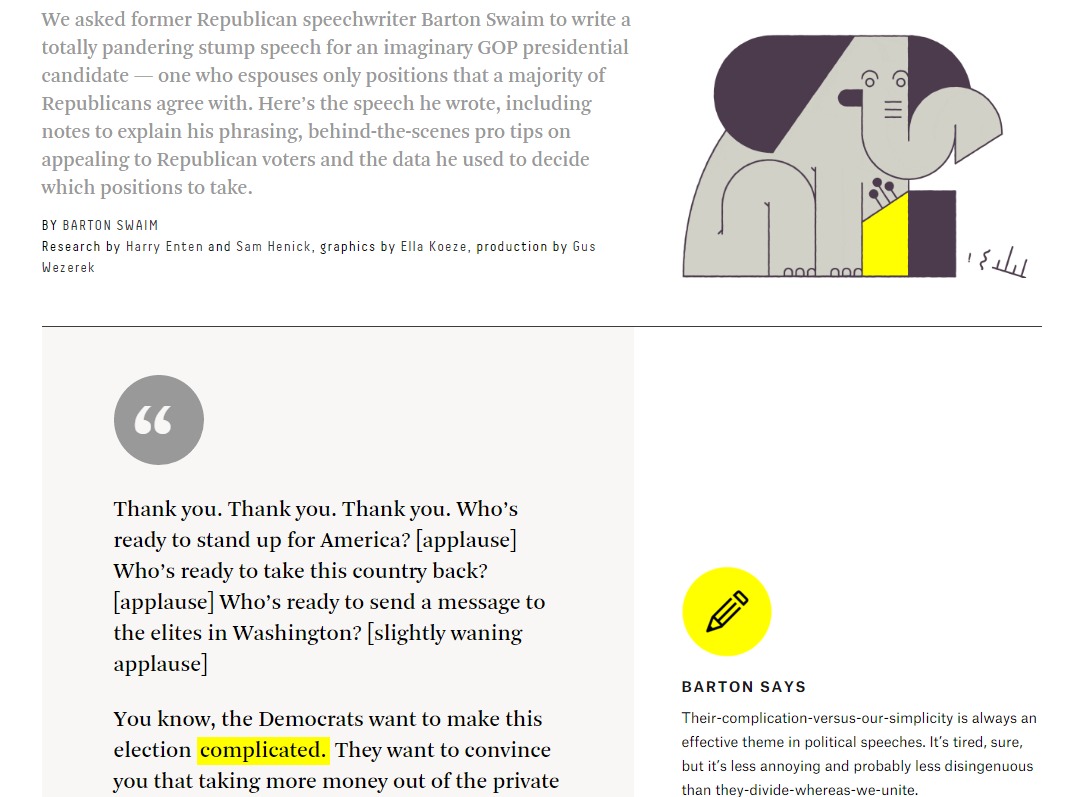 We asked former Republican speechwriter Barton Swaim to write a
totally pandering stump speech for an imaginary GOP presidential
candidate — one who espouses only positions that a majority of
Republicans agree with. Here’s the speech he wrote, including
notes to explain his phrasing, behind-the-scenes pro tips on
appealing to Republican voters and the data he used to decide
which positions to take.
BY BARTON SWAIM
Research by Harry Enten and Sam Henick, graphics by Ella Koeze, production by Gus
Wezerek
“
Thank you. Thank you. Thank you. Who’s
ready to stand up for America? [applause]
Who’s ready to take this country back?
[applause] Who’s ready to send a message to
the elites in Washington? [slightly waning
applause]
You know, the Democrats want to make this
election complicated. They want to convince
you that taking more money out of the private
BARTON SAYS
Their-complication-versus-our-simplicity is always an
effective theme in political speeches. It’s tired, sure,
but it’s less annoying and probably less disingenuous
than they-divide-whereas-we-unite.